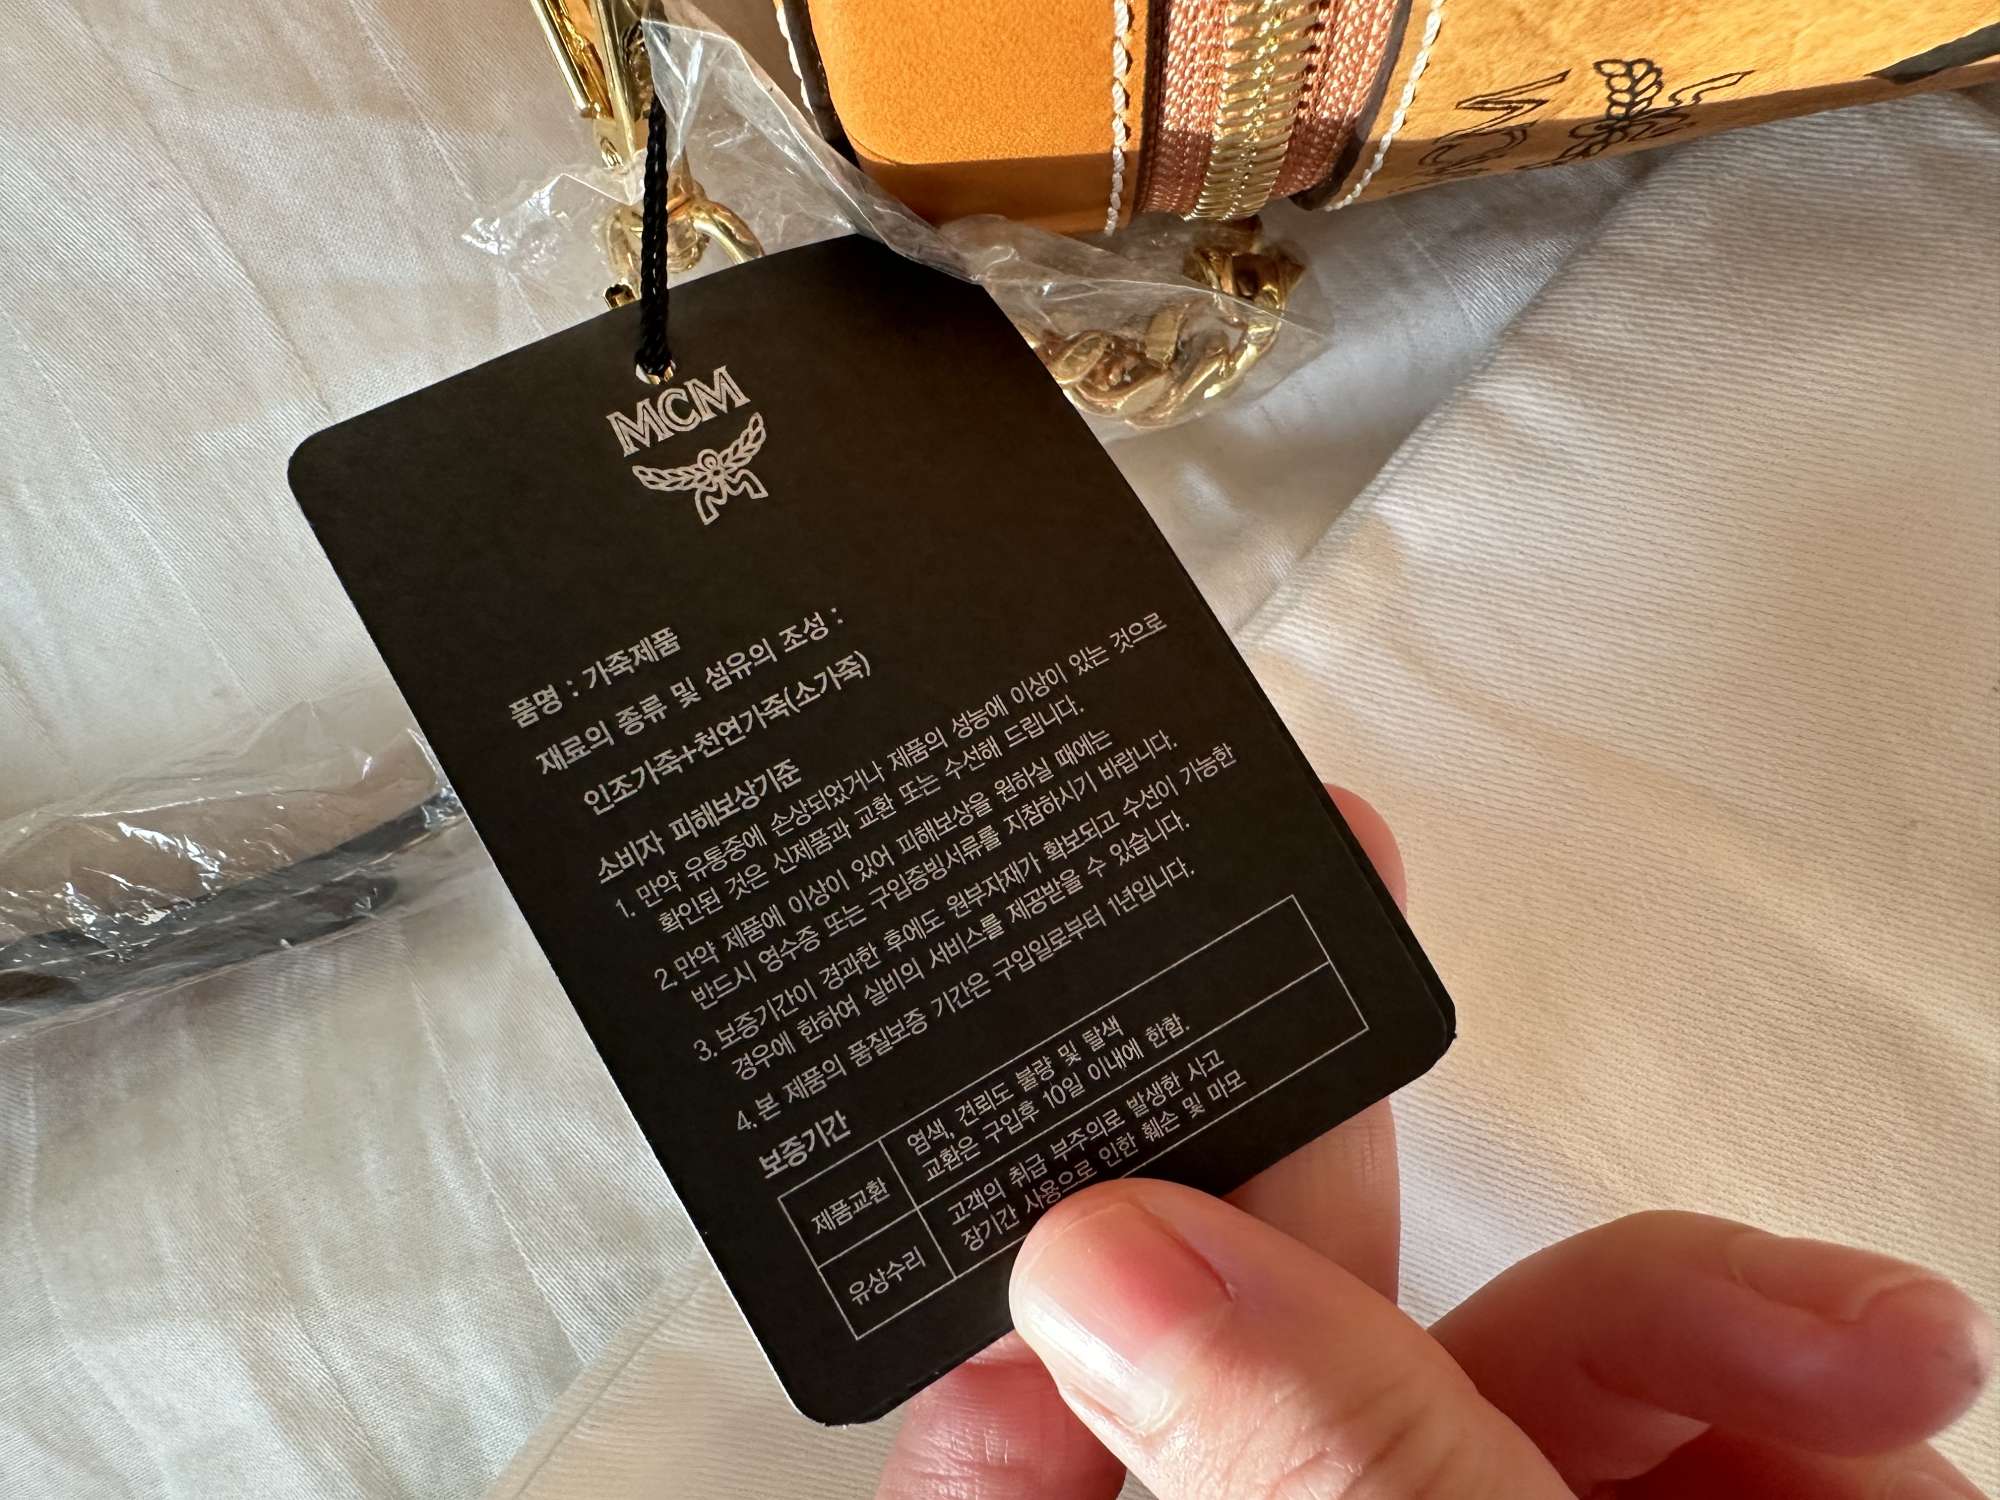 MCM
품명 : 가죽제품
재료의 종류 및 섬유의 조성 :
인조가죽+천연가죽(소가죽)
소비자 피해보상기준
1. 만약 유통중에 손상되었거나 제품의 성능에 이상이 있는 것으로
확인된 것은 신제품과 교환 또는 수선해 드립니다.
2. 만약 제품에 이상이 있어 피해보상을 원하실 때에는
반드시 영수증 또는 구입증빙서류를 지참하시기 바랍니다.
3. 보증기간이 경과한 후에도 원부자재가 확보되고 수선이 가능한
경우에 한하여 실비의 서비스를 제공받을 수 있습니다.
4. 본 제품의 품질보증 기간은 구입일로부터 1년입니다.
보증기간
제품교환
염색, 견뢰도 불량 및 탈색
교환은 구입후 10일 이내에 한함.
유상수리
고객의 취급 부주의로 발생한 사고
장기간 사용으로 인한 훼손 및 마모